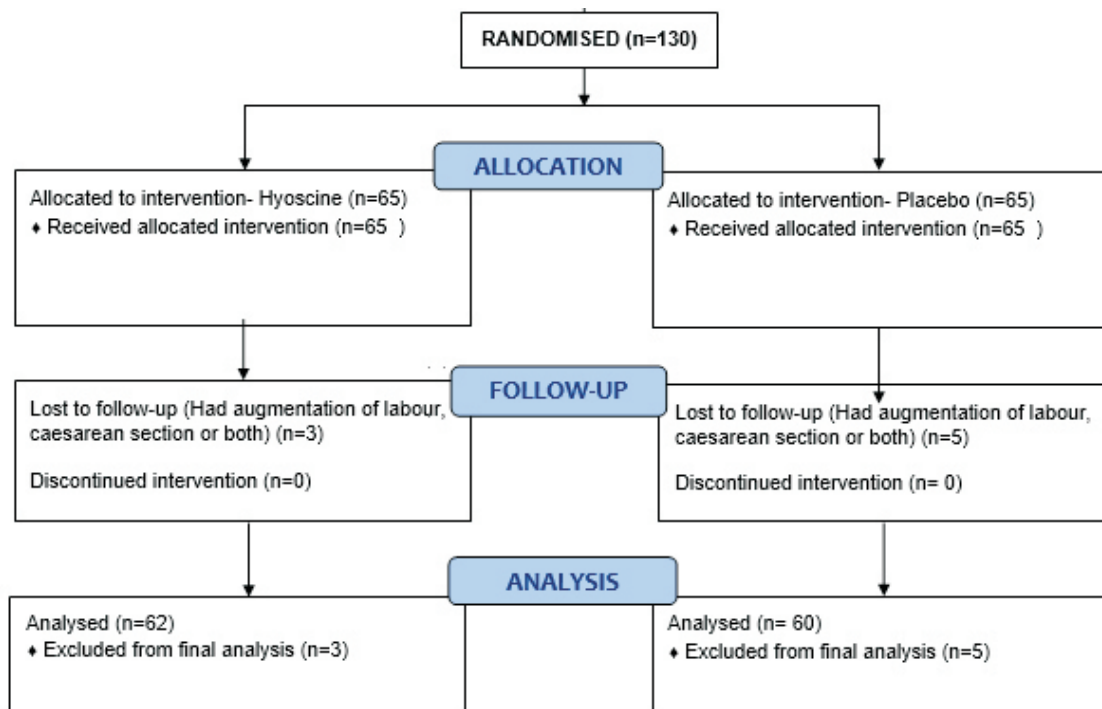 RANDOMISED (n=130)
ALLOCATION
Allocated to intervention- Hyoscine (n=65)
♦ Received allocated intervention (n=65 )
Allocated to intervention- Placebo (n=65)
♦ Received allocated intervention (n=65 )
FOLLOW-UP
Lost to follow-up (Had augmentation of labour,
caesarean section or both) (n=3)
Discontinued intervention (n=0)
Lost to follow-up (Had augmentation of labour,
caesarean section or both) (n=5)
Discontinued intervention (n= 0)
ANALYSIS
Analysed (n=62)
♦ Excluded from final analysis (n=3)
Analysed (n= 60)
♦ Excluded from final analysis (n=5)